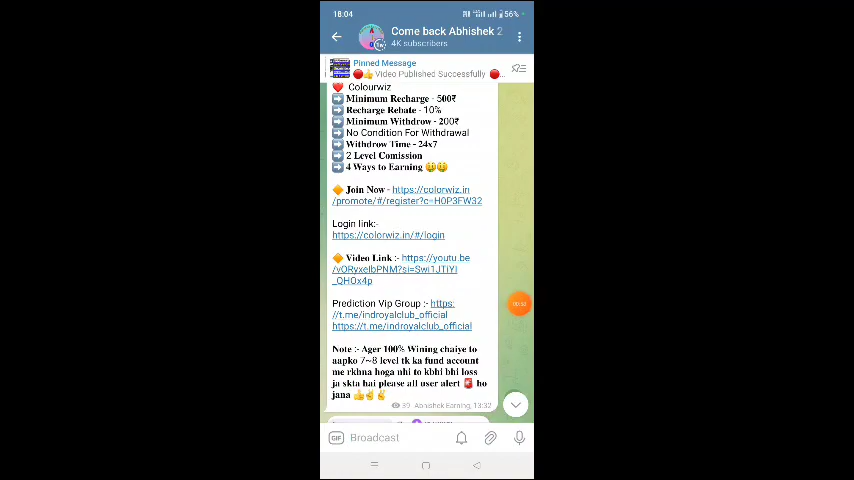 18:04
56%
Come back Abhishek 2
4K subscribers
Pinned Message
🔴👍 Video Published Successfully 🔴...
❤️ Colourwiz
➡️ Minimum Recharge - 500₹
➡️ Recharge Rebate - 10%
➡️ Minimum Withdrow - 200₹
➡️ No Condition For Withdrawal
➡️ Withdrow Time - 24x7
➡️ 2 Level Comission
➡️ 4 Ways to Earning 🤑🤑
🔶 Join Now - https://colorwiz.in
/promote/#/register?c=H0P3FW32
Login link:-
https://colorwiz.in/#/login
🔶 Video Link :- https://youtu.be
/vORyxelbPNM?si=Swi1JTiYl
_QHOx4p
Prediction Vip Group :- https:
//t.me/indroyalclub_official
https://t.me/indroyalclub_official
Note :- Ager 100% Wining chaiye to
aapko 7~8 level tk ka fund account
me rkbna hoga nhi to kbhi bhi loss
ja skta hai please all user alert 🚨 ho
jana 👍✌️✌️
39 Abhishek Earning, 13:32
GIF Broadcast